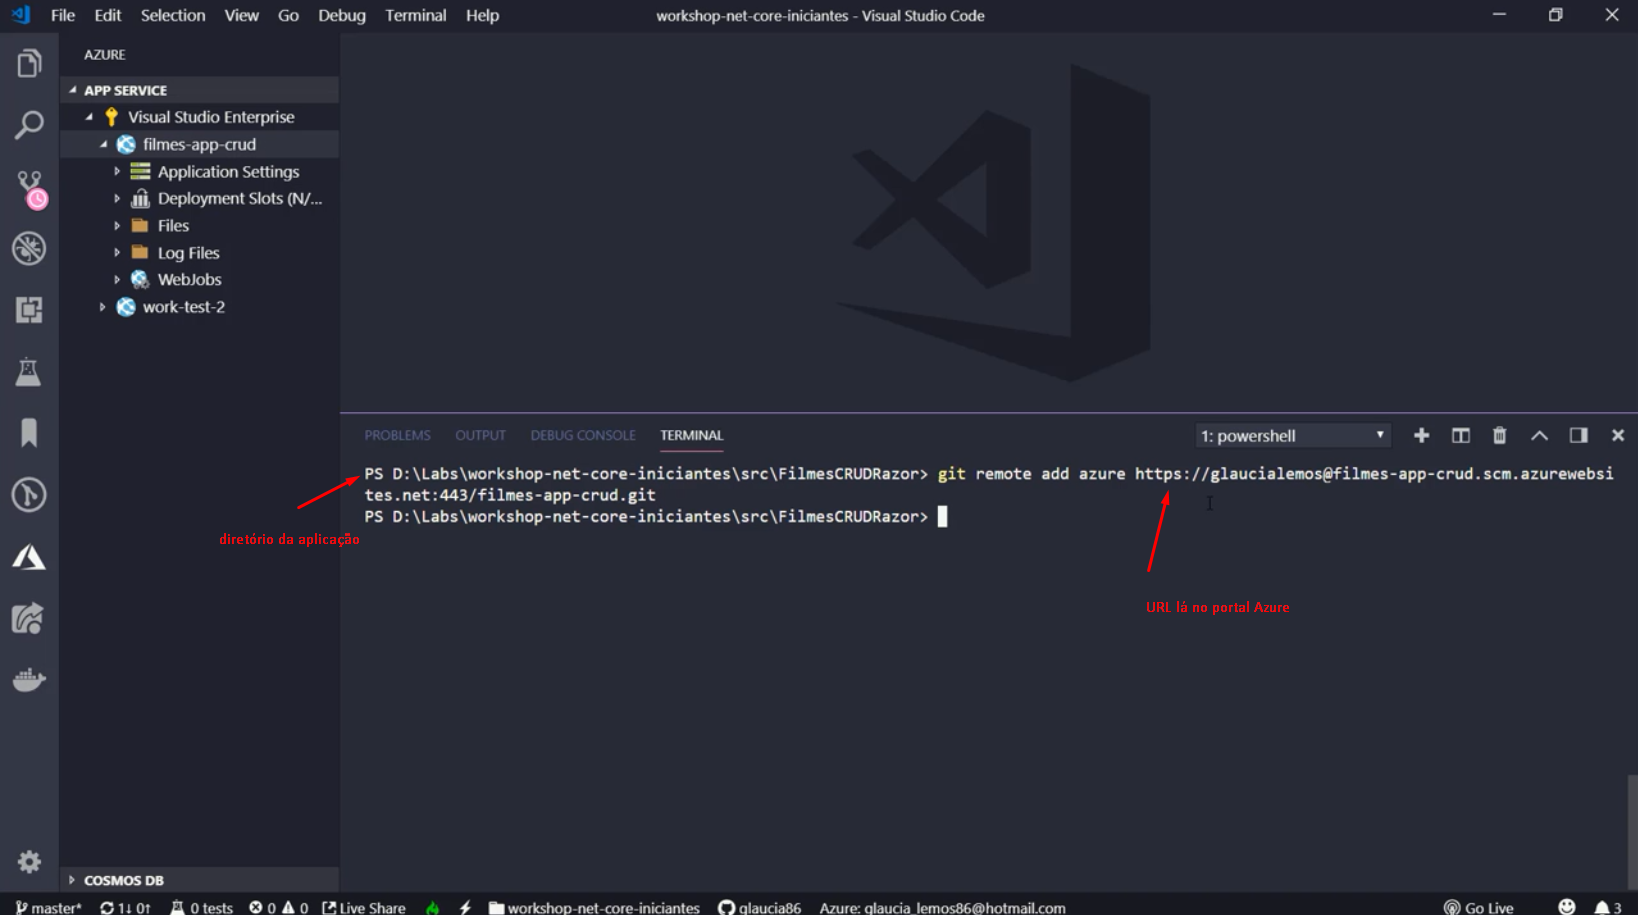 File Edit Selection View Go Debug Terminal Help
workshop-net-core-iniciantes - Visual Studio Code
AZURE
APP SERVICE
Visual Studio Enterprise
filmes-app-crud
Application Settings
Deployment Slots (N/...
Files
Log Files
WebJobs
work-test-2
COSMOS DB
PROBLEMS OUTPUT DEBUG CONSOLE TERMINAL
1: powershell
PS D:\Labs\workshop-net-core-iniciantes\src\FilmesCRUDRazor> git remote add azure https://glaucialemos@filmes-app-crud.scm.azurewebsi
tes.net:443/filmes-app-crud.git
PS D:\Labs\workshop-net-core-iniciantes\src\FilmesCRUDRazor>
diretório da aplicação
URL lá no portal Azure
master* 1↓ 0↑ 0 tests 0 0 Live Share workshop-net-core-iniciantes glaucia86 Azure: glaucia_lemos86@hotmail.com Go Live 3